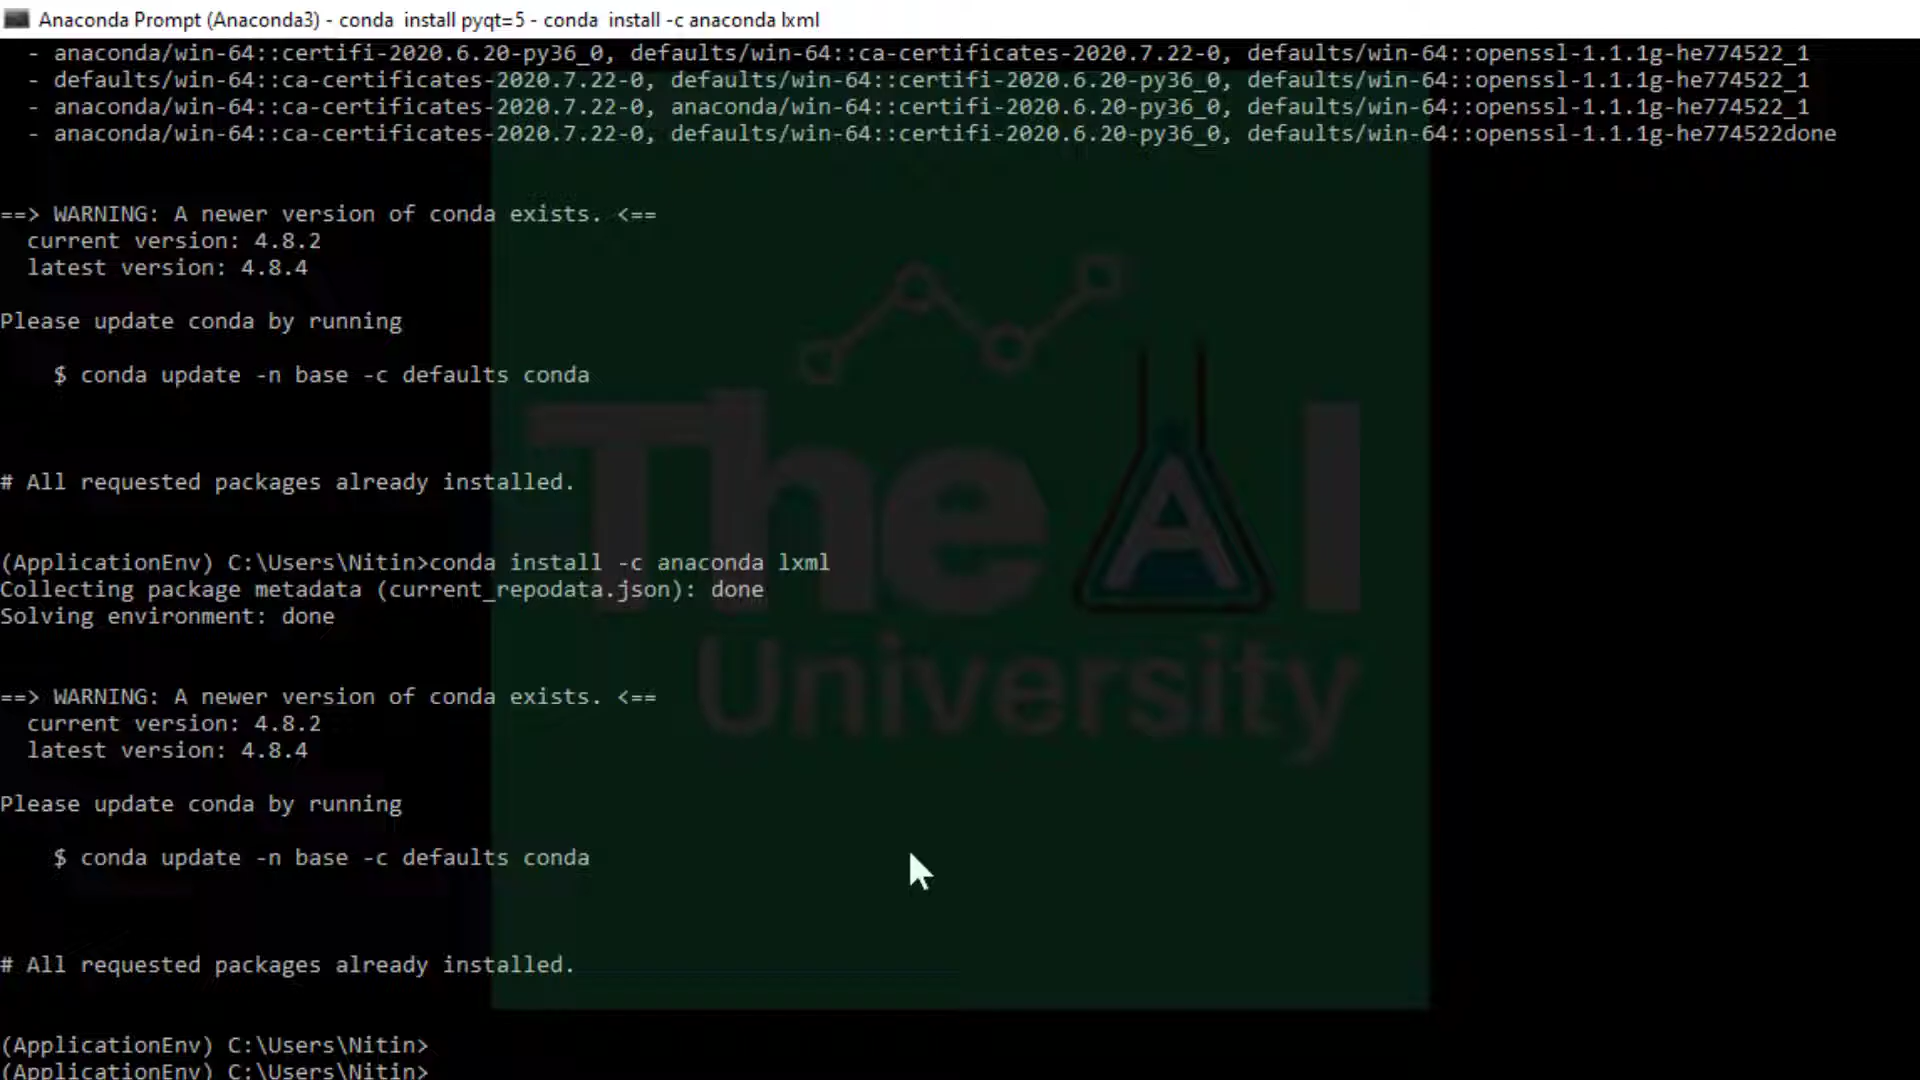 Anaconda Prompt (Anaconda3) - conda  install pyqt=5 - conda  install -c anaconda lxml
  - anaconda/win-64::certifi-2020.6.20-py36_0, defaults/win-64::ca-certificates-2020.7.22-0, defaults/win-64::openssl-1.1.1g-he774522_1
  - defaults/win-64::ca-certificates-2020.7.22-0, defaults/win-64::certifi-2020.6.20-py36_0, defaults/win-64::openssl-1.1.1g-he774522_1
  - anaconda/win-64::ca-certificates-2020.7.22-0, anaconda/win-64::certifi-2020.6.20-py36_0, defaults/win-64::openssl-1.1.1g-he774522_1
  - anaconda/win-64::ca-certificates-2020.7.22-0, defaults/win-64::certifi-2020.6.20-py36_0, defaults/win-64::openssl-1.1.1g-he774522done
==> WARNING: A newer version of conda exists. <==
  current version: 4.8.2
  latest version: 4.8.4
Please update conda by running
    $ conda update -n base -c defaults conda
# All requested packages already installed.
(ApplicationEnv) C:\Users\Nitin>conda install -c anaconda lxml
Collecting package metadata (current_repodata.json): done
Solving environment: done
==> WARNING: A newer version of conda exists. <==
  current version: 4.8.2
  latest version: 4.8.4
Please update conda by running
    $ conda update -n base -c defaults conda
# All requested packages already installed.
(ApplicationEnv) C:\Users\Nitin>
(ApplicationEnv) C:\Users\Nitin>
The AI
University